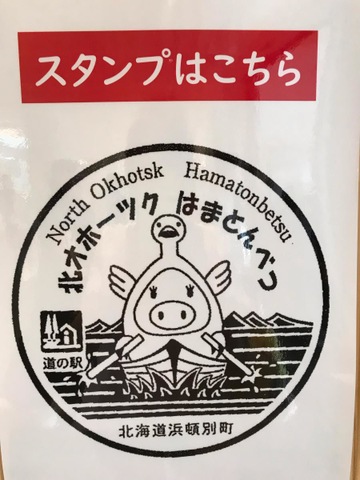 スタンプはこちら
North Okhotsk Hamatonbetsu
北オホーツク はまとんべつ
道の駅
北海道浜頓別町